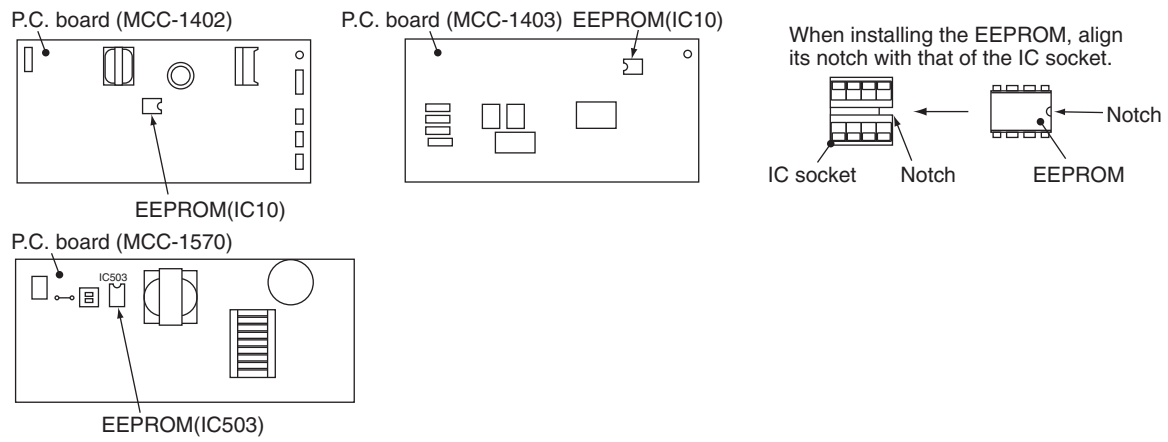 P.C. board (MCC-1402)
EEPROM(IC10)
P.C. board (MCC-1403) EEPROM(IC10)
When installing the EEPROM, align
its notch with that of the IC socket.
Notch
IC socket
Notch
EEPROM
P.C. board (MCC-1570)
IC503
EEPROM(IC503)